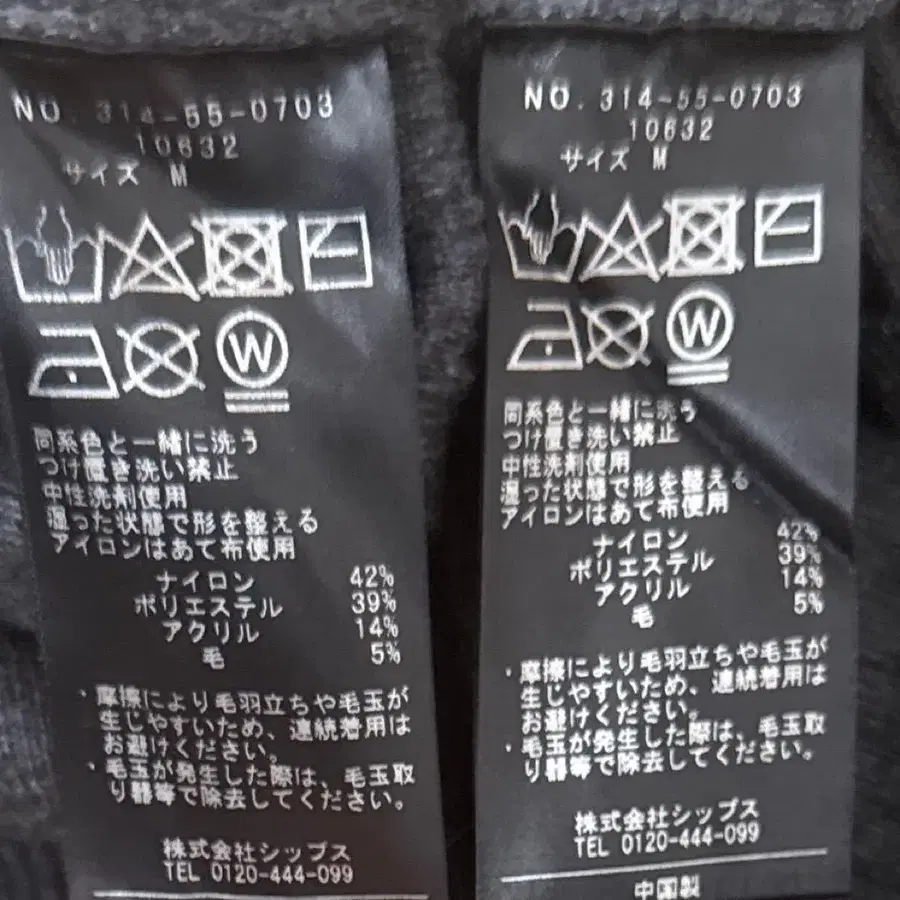 NO. 314-55-0703
10632
サイズ M
W
同系色と一緒に洗う
つけ置き洗い禁止
中性洗剤使用
湿った状態で形を整える
アイロンはあて布使用
ナイロン 42%
ポリエステル 39%
アクリル 14%
毛 5%
・摩擦により毛羽立ちや毛玉が
生じやすいため、連続着用は
お避けください。
・毛玉が発生した際は、毛玉取
り器等で除去してください。
株式会社シップス
TEL 0120-444-099
NO. 314-55-0703
10632
サイズ M
W
同系色と一緒に洗う
つけ置き洗い禁止
中性洗剤使用
湿った状態で形を整える
アイロンはあて布使用
ナイロン 42%
ポリエステル 39%
アクリル 14%
毛 5%
・摩擦により毛羽立ちや毛玉が
生じやすいため、連続着用は
お避けください。
・毛玉が発生した際は、毛玉取
り器等で除去してください。
株式会社シップス
TEL 0120-444-099
中国製